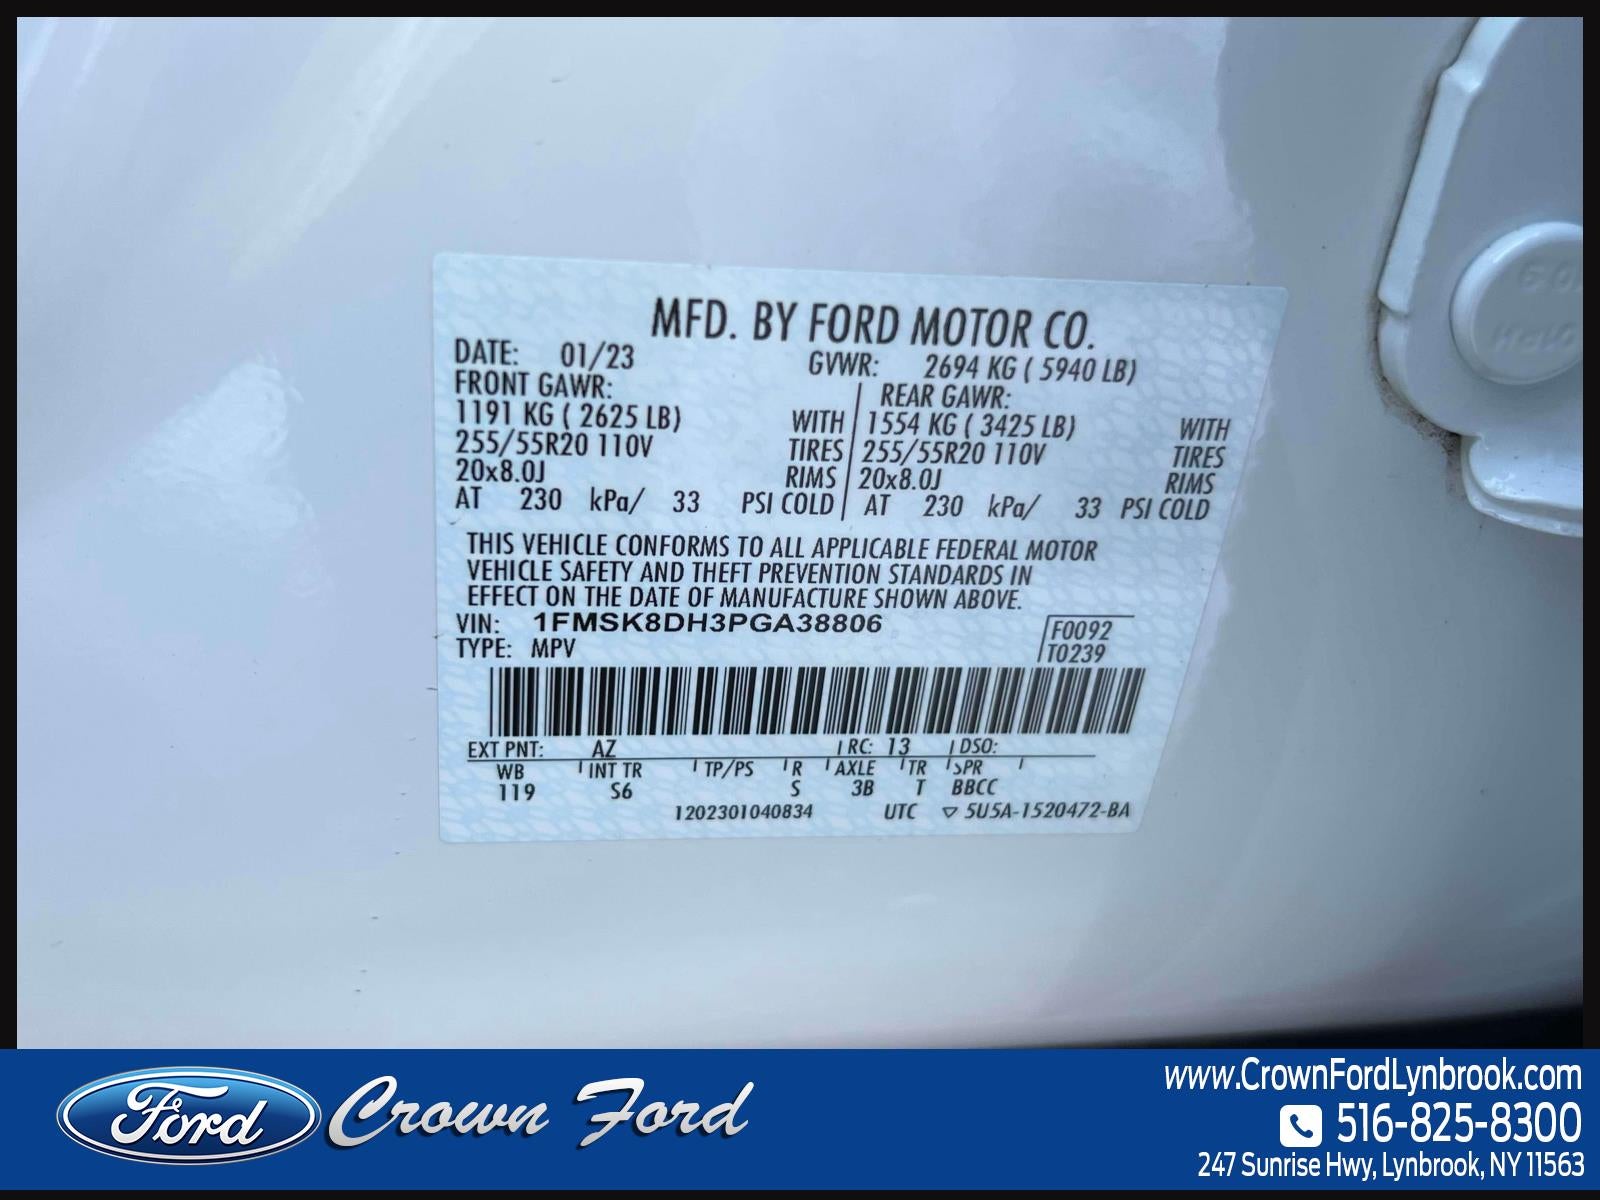 MFD. BY FORD MOTOR CO.
DATE: 01/23 GVWR: 2694 KG ( 5940 LB)
FRONT GAWR: REAR GAWR:
1191 KG ( 2625 LB) WITH 1554 KG ( 3425 LB) WITH
255/55R20 110V TIRES 255/55R20 110V TIRES
20x8.0J RIMS 20x8.0J RIMS
AT 230 kPa/ 33 PSI COLD AT 230 kPa/ 33 PSI COLD
THIS VEHICLE CONFORMS TO ALL APPLICABLE FEDERAL MOTOR
VEHICLE SAFETY AND THEFT PREVENTION STANDARDS IN
EFFECT ON THE DATE OF MANUFACTURE SHOWN ABOVE.
VIN: 1FMSK8DH3PGA38806 F0092
TYPE: MPV T0239
EXT PNT: AZ RC: 13 DSO:
WB INT TR TP/PS R AXLE TR SPR
119 S6 S 3B T BBCC
1202301040834 UTC ▽ 5U5A-1520472-BA
Ford Crown Ford
www.CrownFordLynbrook.com
516-825-8300
247 Sunrise Hwy, Lynbrook, NY 11563